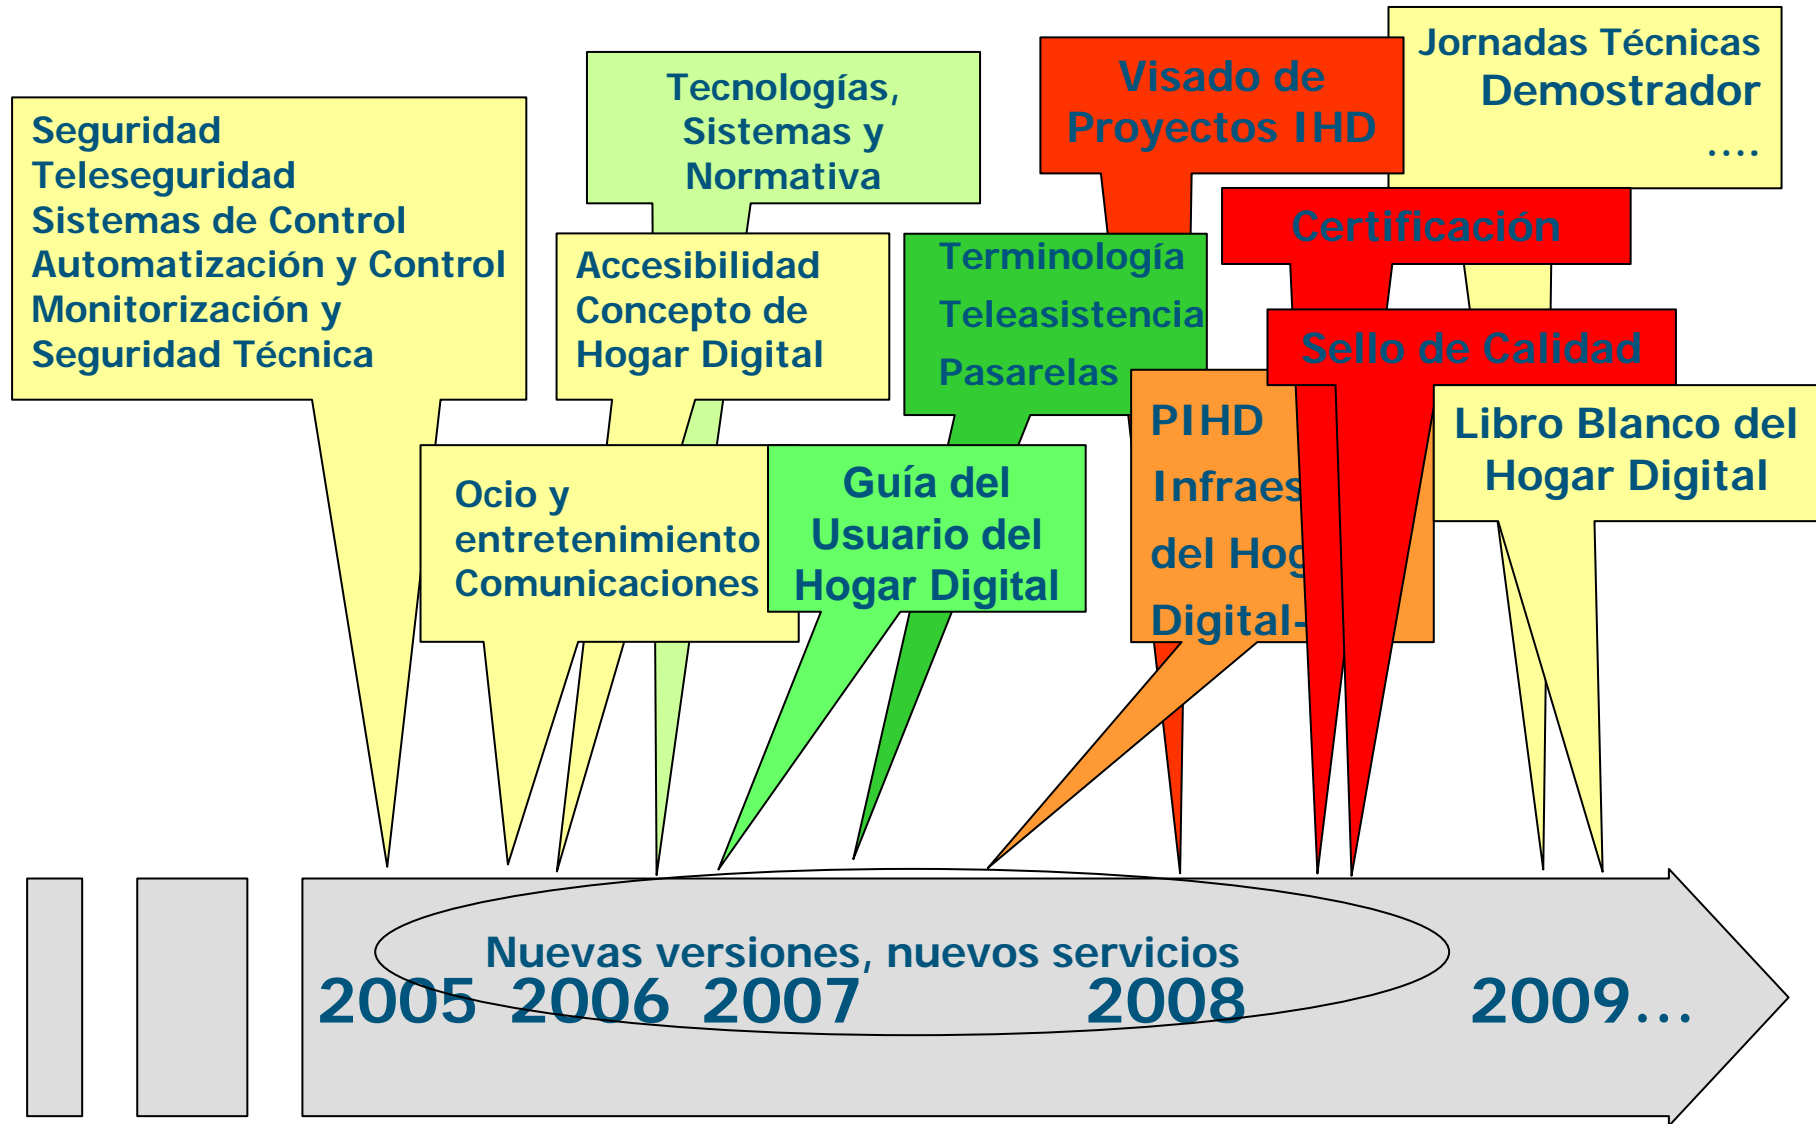 Seguridad
Teleseguridad
Sistemas de Control
Automatización y Control
Monitorización y
Seguridad Técnica
Tecnologías,
Sistemas y
Normativa
Accesibilidad
Concepto de
Hogar Digital
Ocio y
entretenimiento
Comunicaciones
Guía del
Usuario del
Hogar Digital
Terminología
Teleasistencia
Pasarelas
Visado de
Proyectos IHD
PIHD
del
Digital-
Jornadas Técnicas
Demostrador
....
Certificación
Sello de Calidad
Libro Blanco del
Hogar Digital
Nuevas versiones, nuevos servicios
2005 2006 2007 2008 2009...